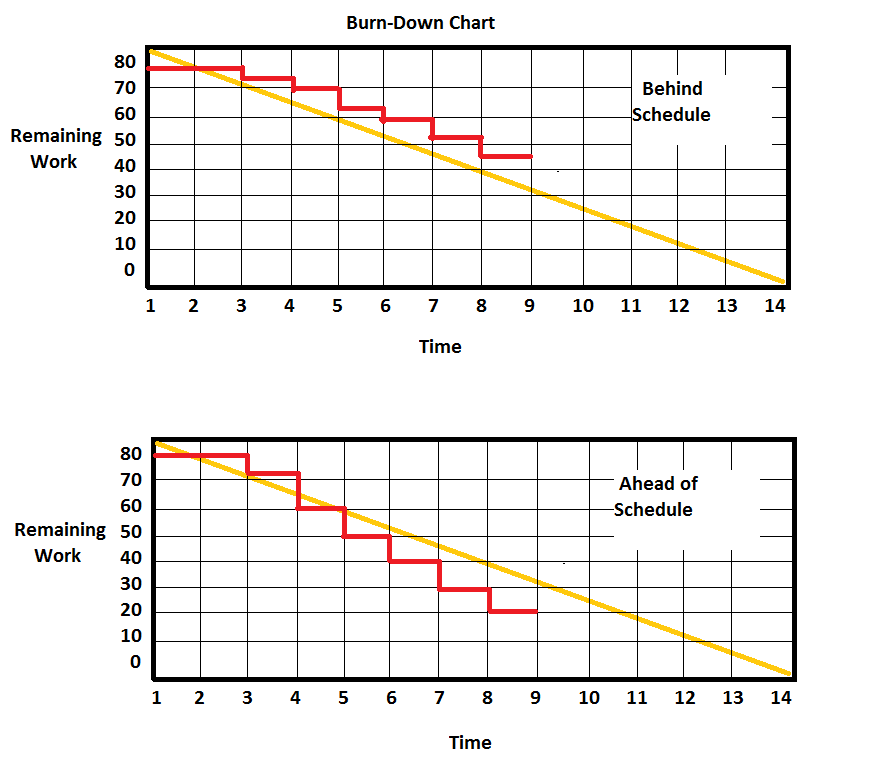 Burn-Down Chart
80
70
60
50
40
30
20
10
0
Remaining
Work
Behind
Schedule
1 2 3 4 5 6 7 8 9 10 11 12 13 14
Time
80
70
60
50
40
30
20
10
0
Remaining
Work
Ahead of
Schedule
1 2 3 4 5 6 7 8 9 10 11 12 13 14
Time